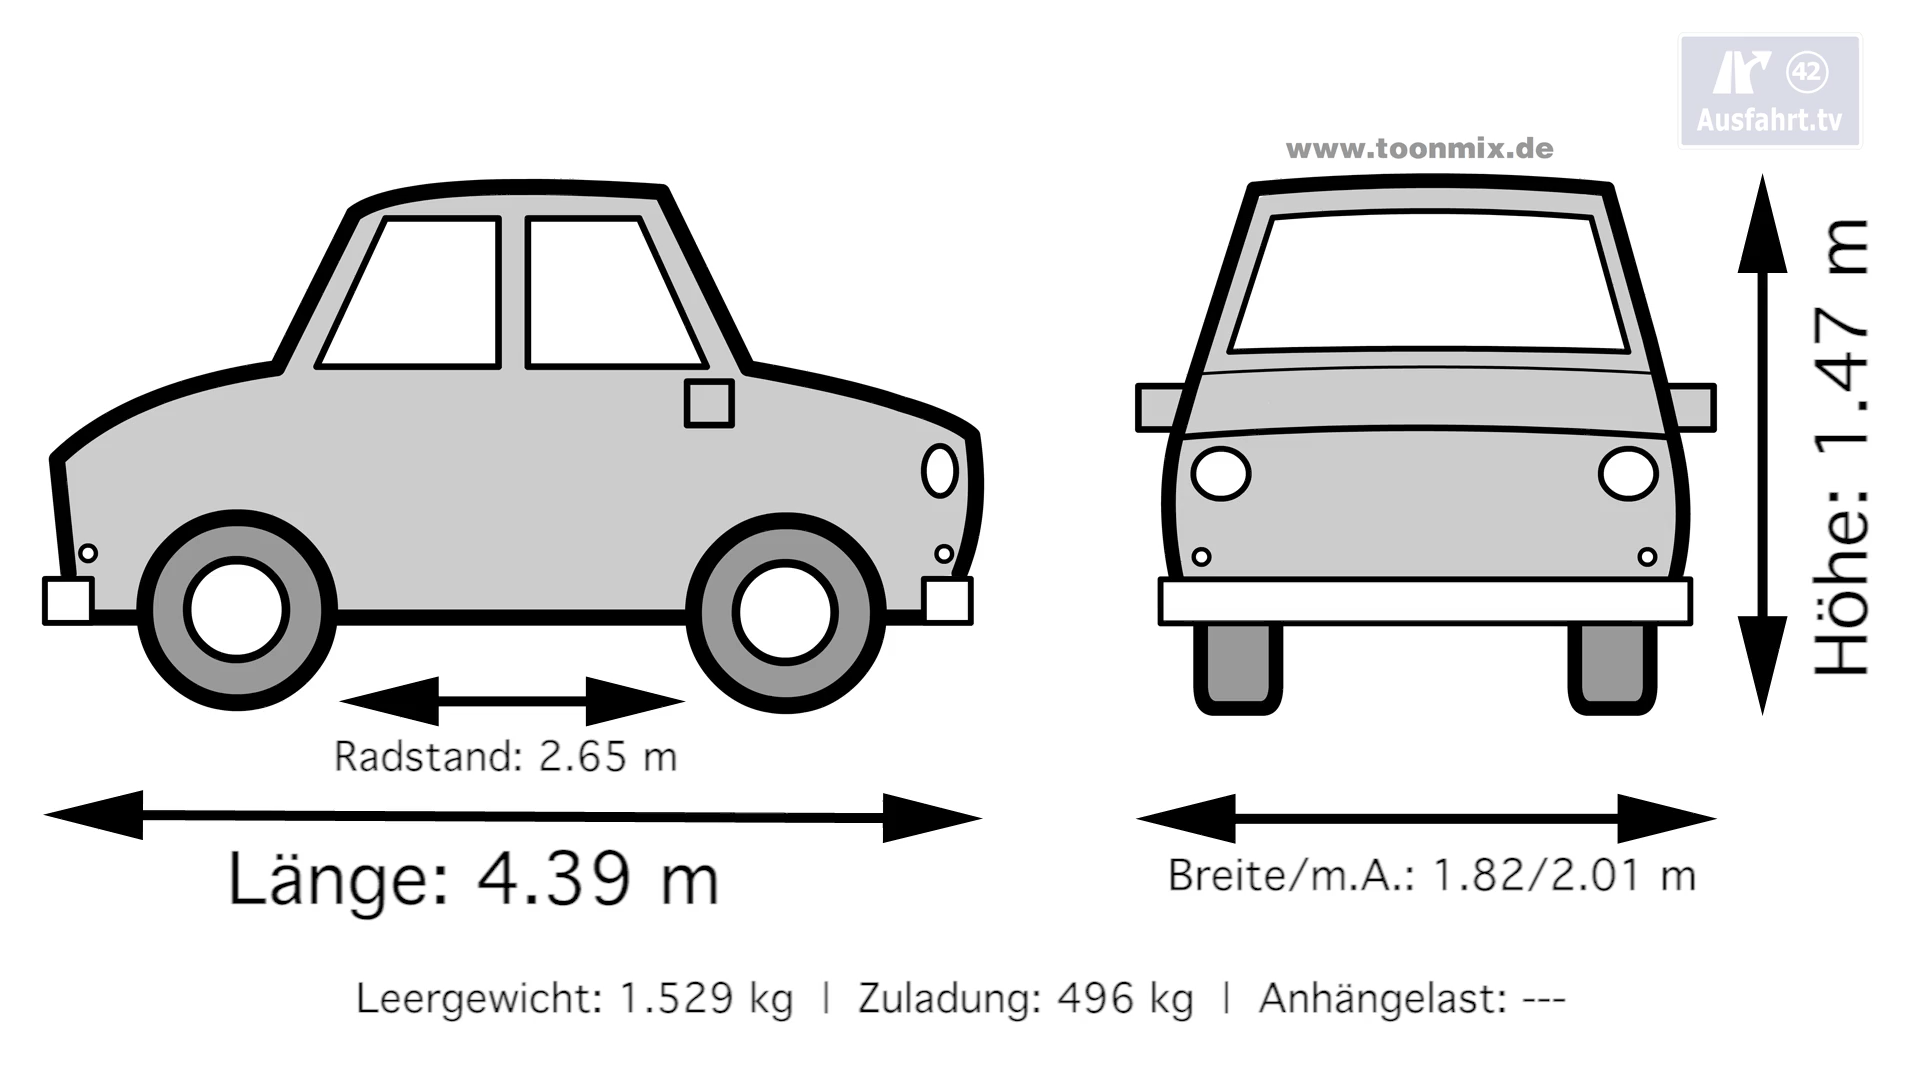 42
Ausfahrt.tv
www.toonmix.de
Höhe: 1.47 m
Radstand: 2.65 m
Länge: 4.39 m
Breite/m.A.: 1.82/2.01 m
Leergewicht: 1.529 kg | Zuladung: 496 kg | Anhängelast: ---